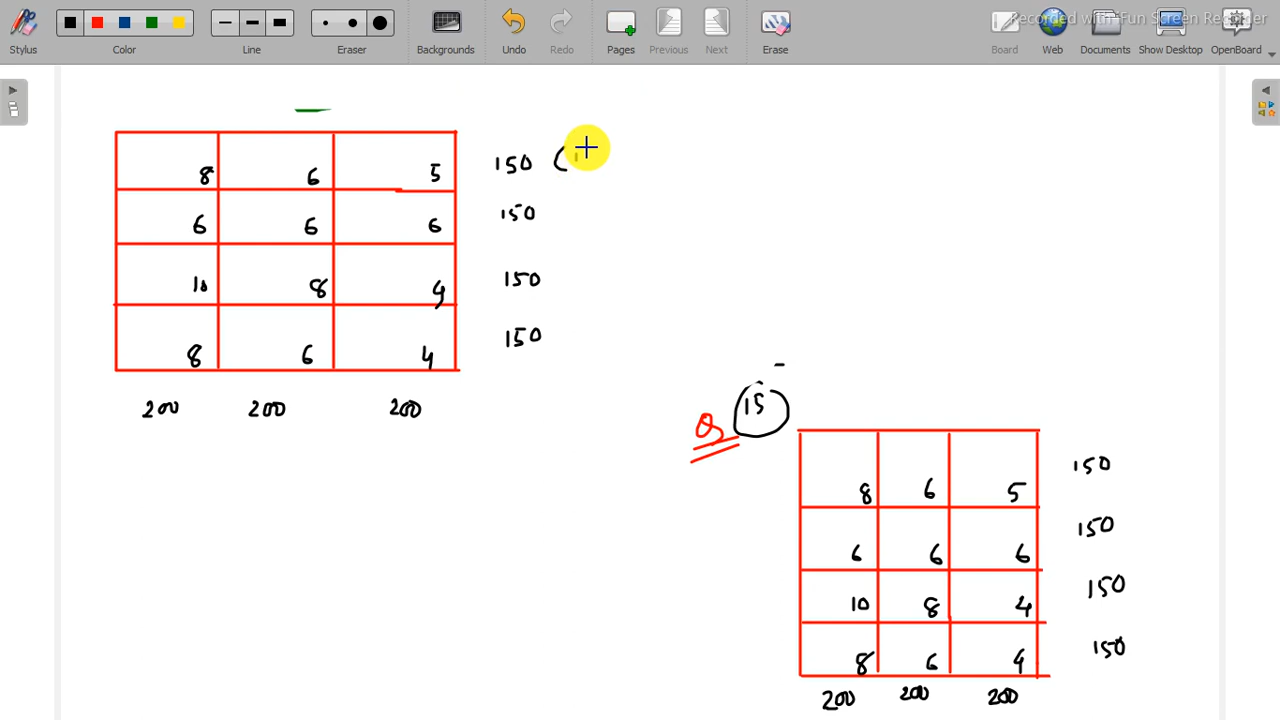 Recorded with iFun Screen Recorder
Stylus Color Line Eraser Backgrounds Undo Redo Pages Previous Next Erase Board Web Documents Show Desktop OpenBoard
8 6 5 150 (
6 6 6 150
10 8 4 150
8 6 4 150
200 200 200
Q 15
8 6 5 150
6 6 6 150
10 8 4 150
8 6 4 150
200 200 200